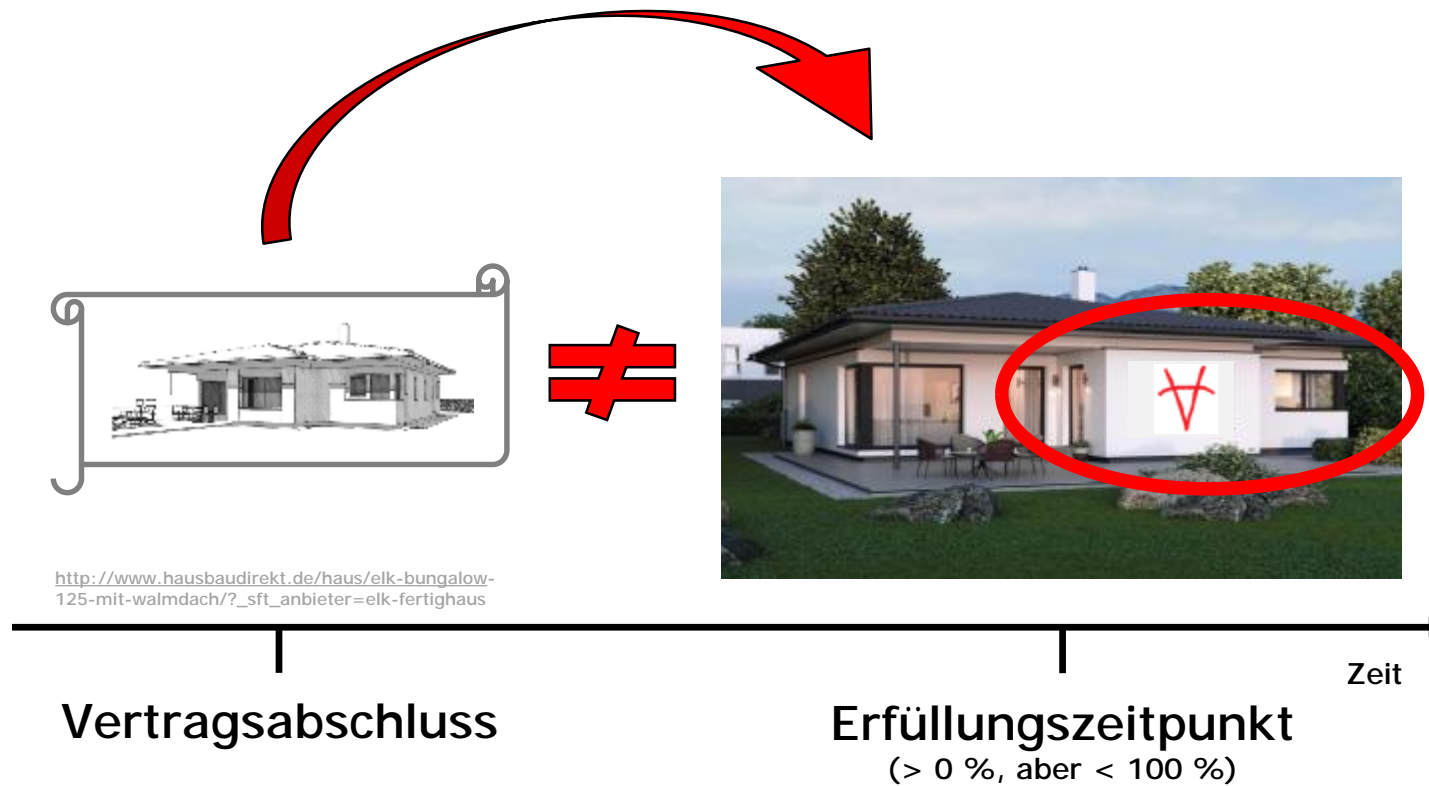 ∀
http://www.hausbaudirekt.de/haus/elk-bungalow-
125-mit-walmdach/?_sft_anbieter=elk-fertighaus
Zeit
Vertragsabschluss
Erfüllungszeitpunkt
(> 0 %, aber < 100 %)